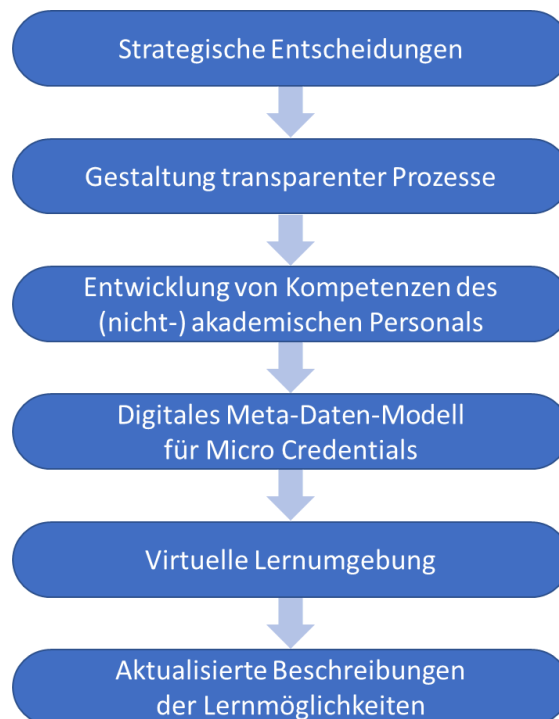 Strategische Entscheidungen
Gestaltung transparenter Prozesse
Entwicklung von Kompetenzen des
(nicht-) akademischen Personals
Digitales Meta-Daten-Modell
für Micro Credentials
Virtuelle Lernumgebung
Aktualisierte Beschreibungen
der Lernmöglichkeiten